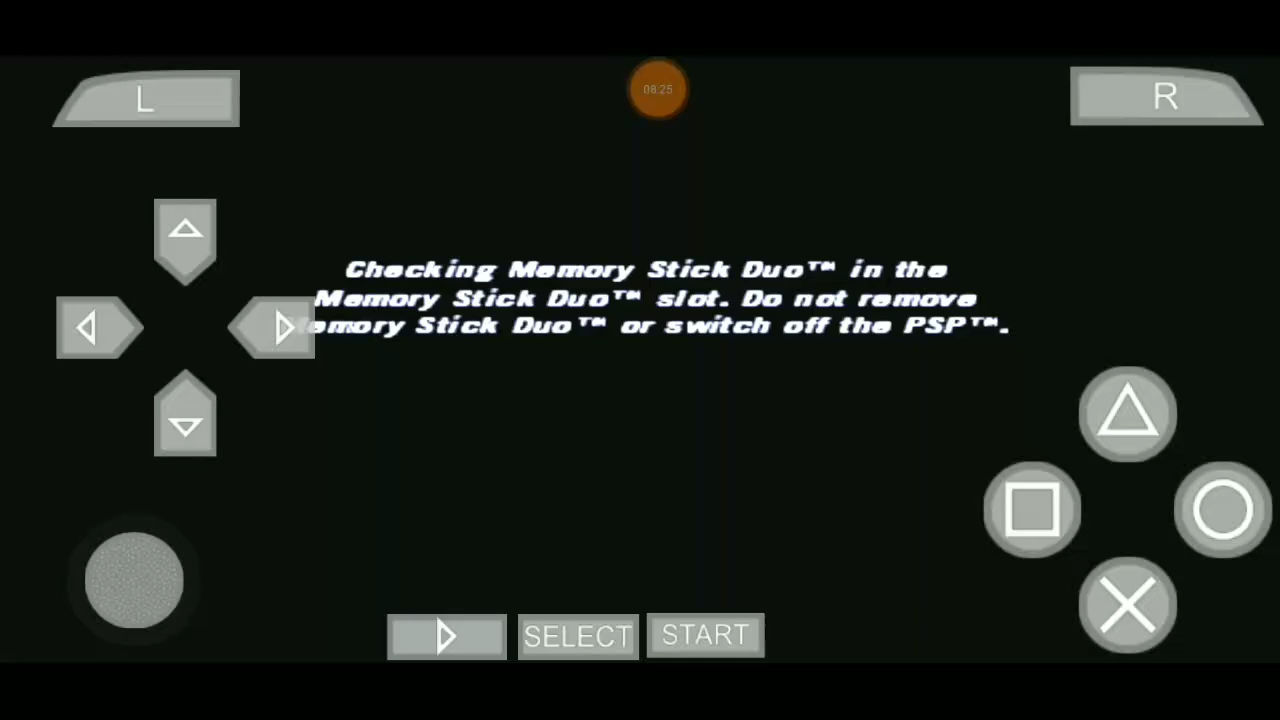 L
08:25
R
Checking Memory Stick Duo™ in the
Memory Stick Duo™ slot. Do not remove
Memory Stick Duo™ or switch off the PSP™.
SELECT
START